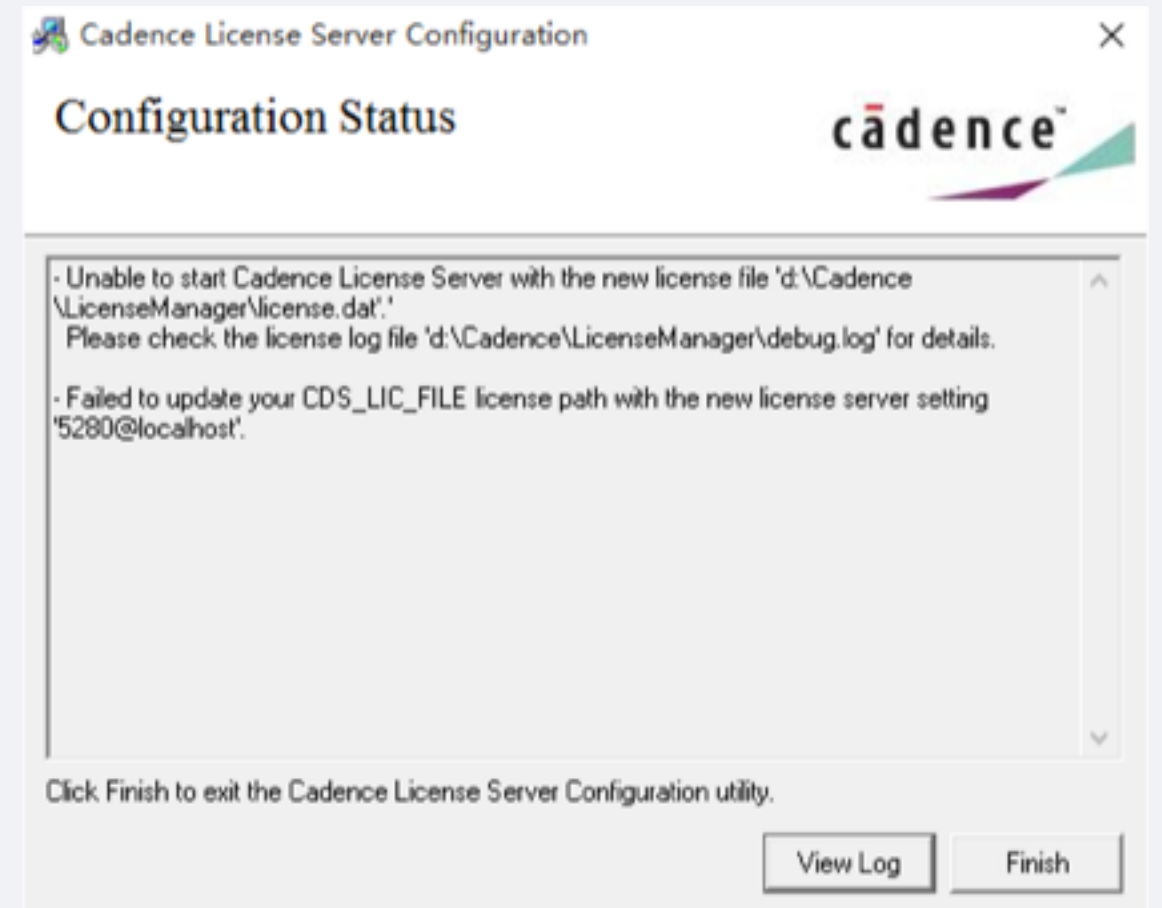 Cadence License Server Configuration
Configuration Status
cādence™
- Unable to start Cadence License Server with the new license file 'd:\Cadence
\LicenseManager\license.dat'.'
Please check the license log file 'd:\Cadence\LicenseManager\debug.log' for details.
- Failed to update your CDS_LIC_FILE license path with the new license server setting
'5280@localhost'.
Click Finish to exit the Cadence License Server Configuration utility.
View Log
Finish